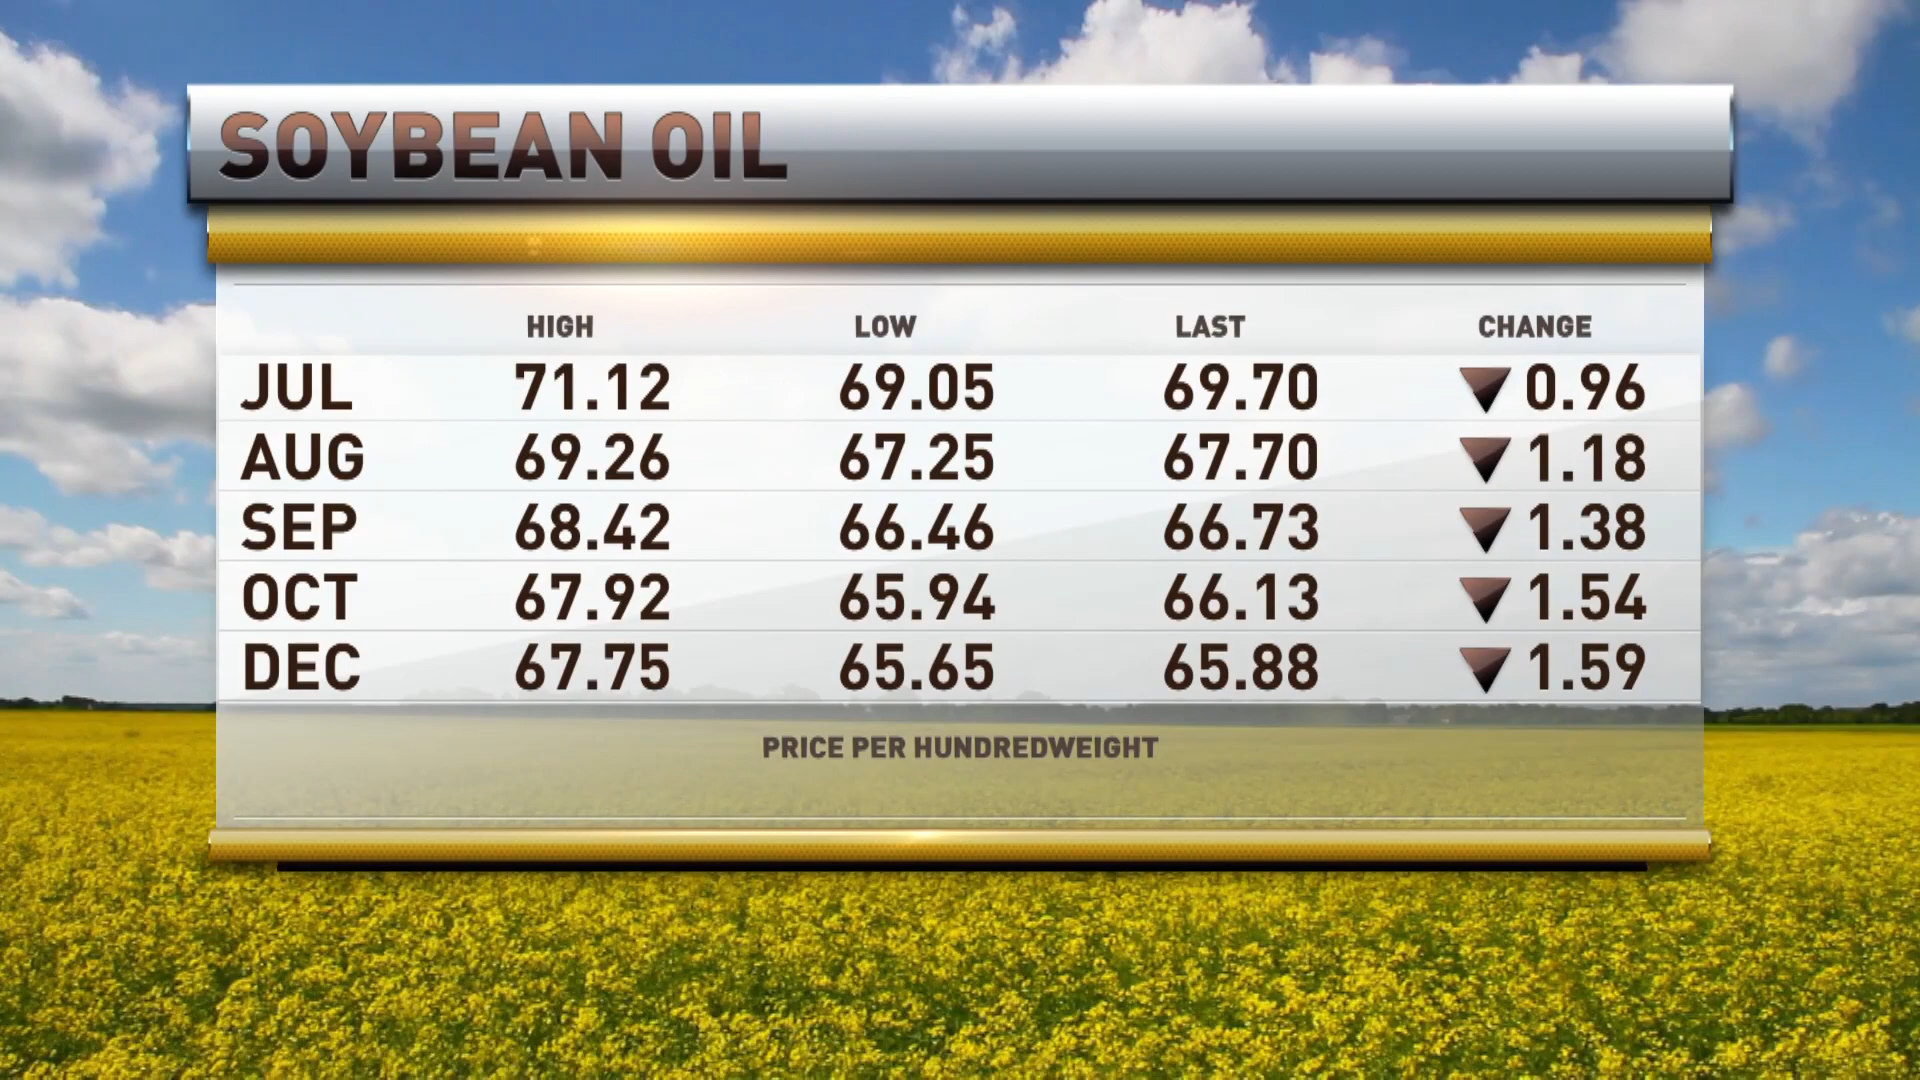 SOYBEAN OIL
HIGH LOW LAST CHANGE
JUL 71.12 69.05 69.70 ▼ 0.96
AUG 69.26 67.25 67.70 ▼ 1.18
SEP 68.42 66.46 66.73 ▼ 1.38
OCT 67.92 65.94 66.13 ▼ 1.54
DEC 67.75 65.65 65.88 ▼ 1.59
PRICE PER HUNDREDWEIGHT